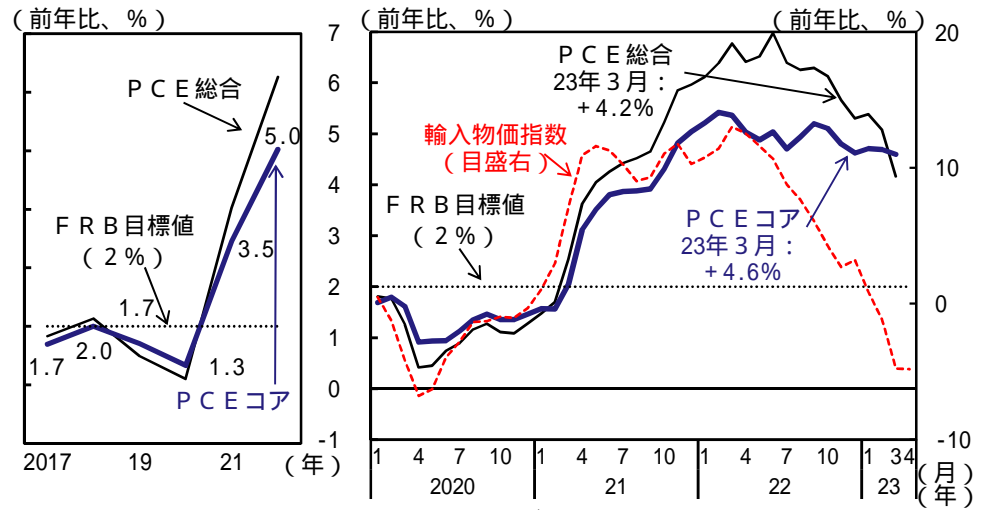 （前年比、％）
ＰＣＥ総合
5.0
ＦＲＢ目標値
（２％）
3.5
1.7
2.0
1.7
1.3
ＰＣＥコア
2017
19
21
（年）
（前年比、％）
（前年比、％）
7
6
5
4
3
2
1
0
-1
20
10
0
-10
ＰＣＥ総合
23年３月：
+4.2%
輸入物価指数
（目盛右）
ＦＲＢ目標値
（２％）
ＰＣＥコア
23年３月：
+4.6%
1 4 7 10 1 4 7 10 1 4 7 10 1 34
（月）
2020 21 22 23
（年）